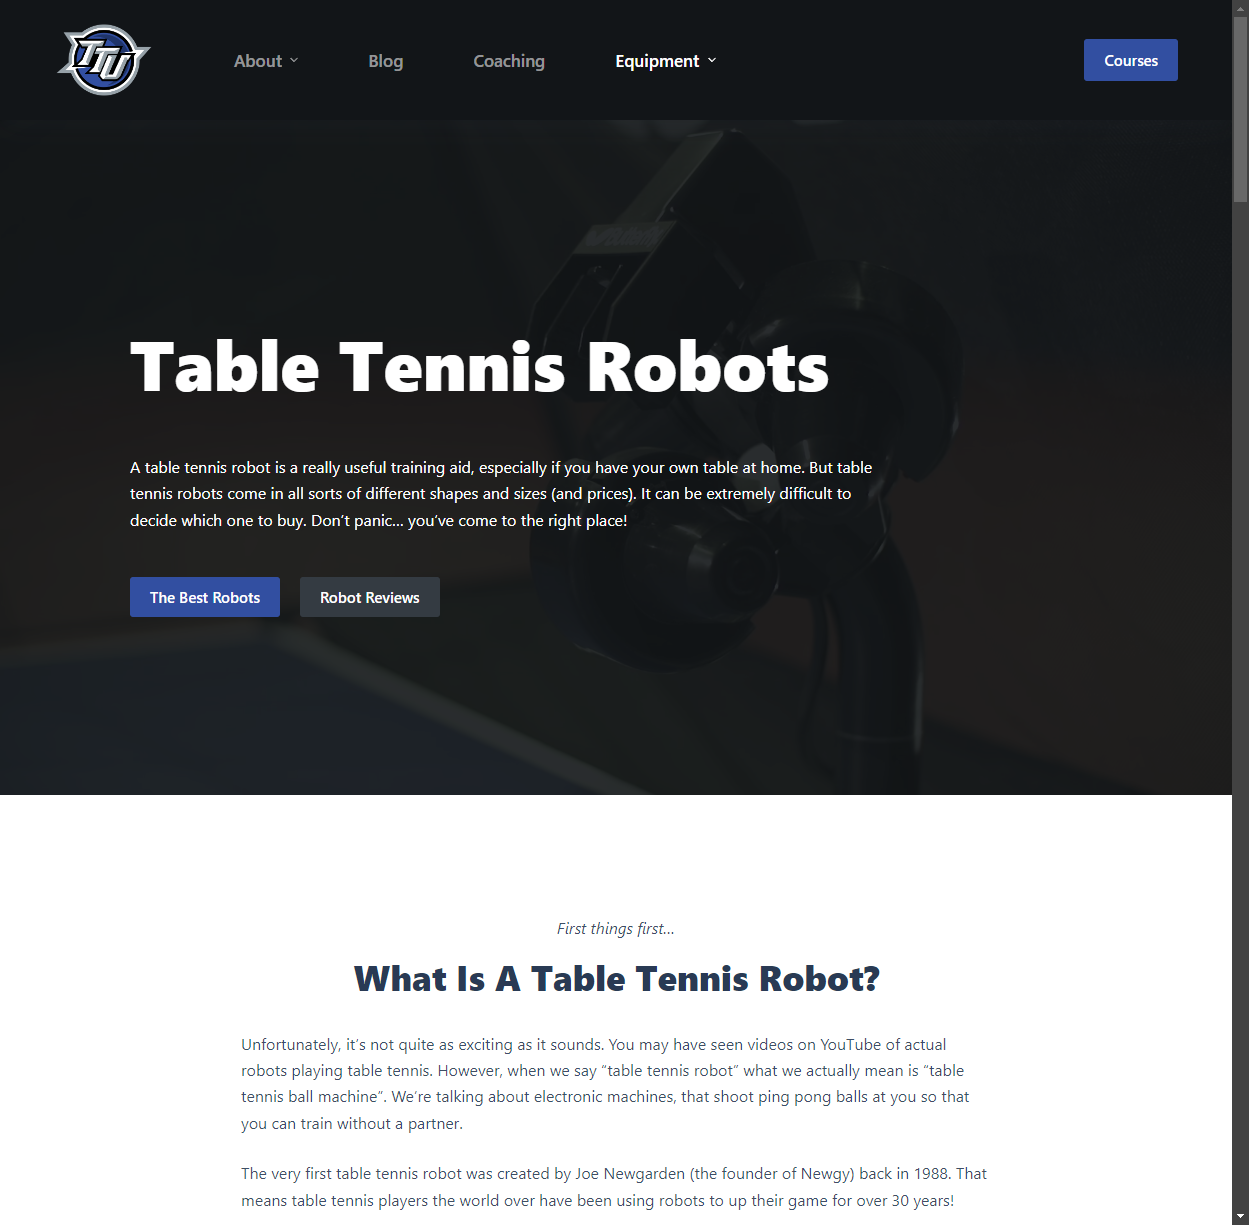 TTU
About
Blog
Coaching
Equipment
Courses
Table Tennis Robots
A table tennis robot is a really useful training aid, especially if you have your own table at home. But table
tennis robots come in all sorts of different shapes and sizes (and prices). It can be extremely difficult to
decide which one to buy. Don’t panic… you’ve come to the right place!
The Best Robots
Robot Reviews
First things first…
What Is A Table Tennis Robot?
Unfortunately, it’s not quite as exciting as it sounds. You may have seen videos on YouTube of actual
robots playing table tennis. However, when we say “table tennis robot” what we actually mean is “table
tennis ball machine”. We’re talking about electronic machines, that shoot ping pong balls at you so that
you can train without a partner.
The very first table tennis robot was created by Joe Newgarden (the founder of Newgy) back in 1988. That
means table tennis players the world over have been using robots to up their game for over 30 years!